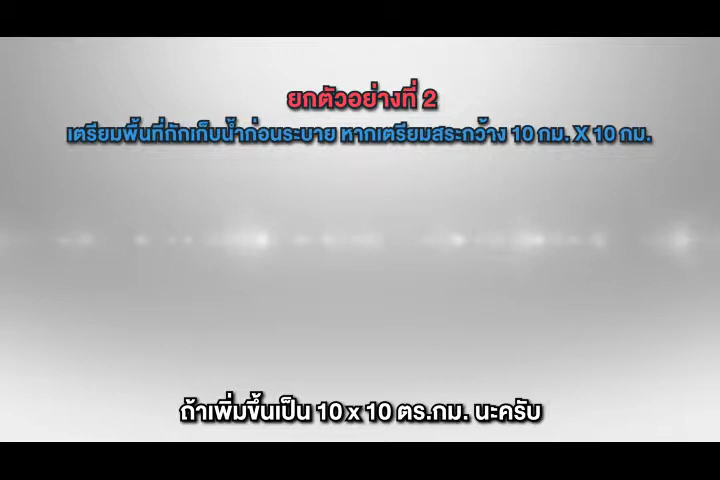 ยกตัวอย่างที่ 2
เตรียมพื้นที่กักเก็บน้ำก่อนระบาย หากเตรียมสระกว้าง 10 กม. X 10 กม.
ถ้าเพิ่มขึ้นเป็น 10 x 10 ตร.กม. นะครับ